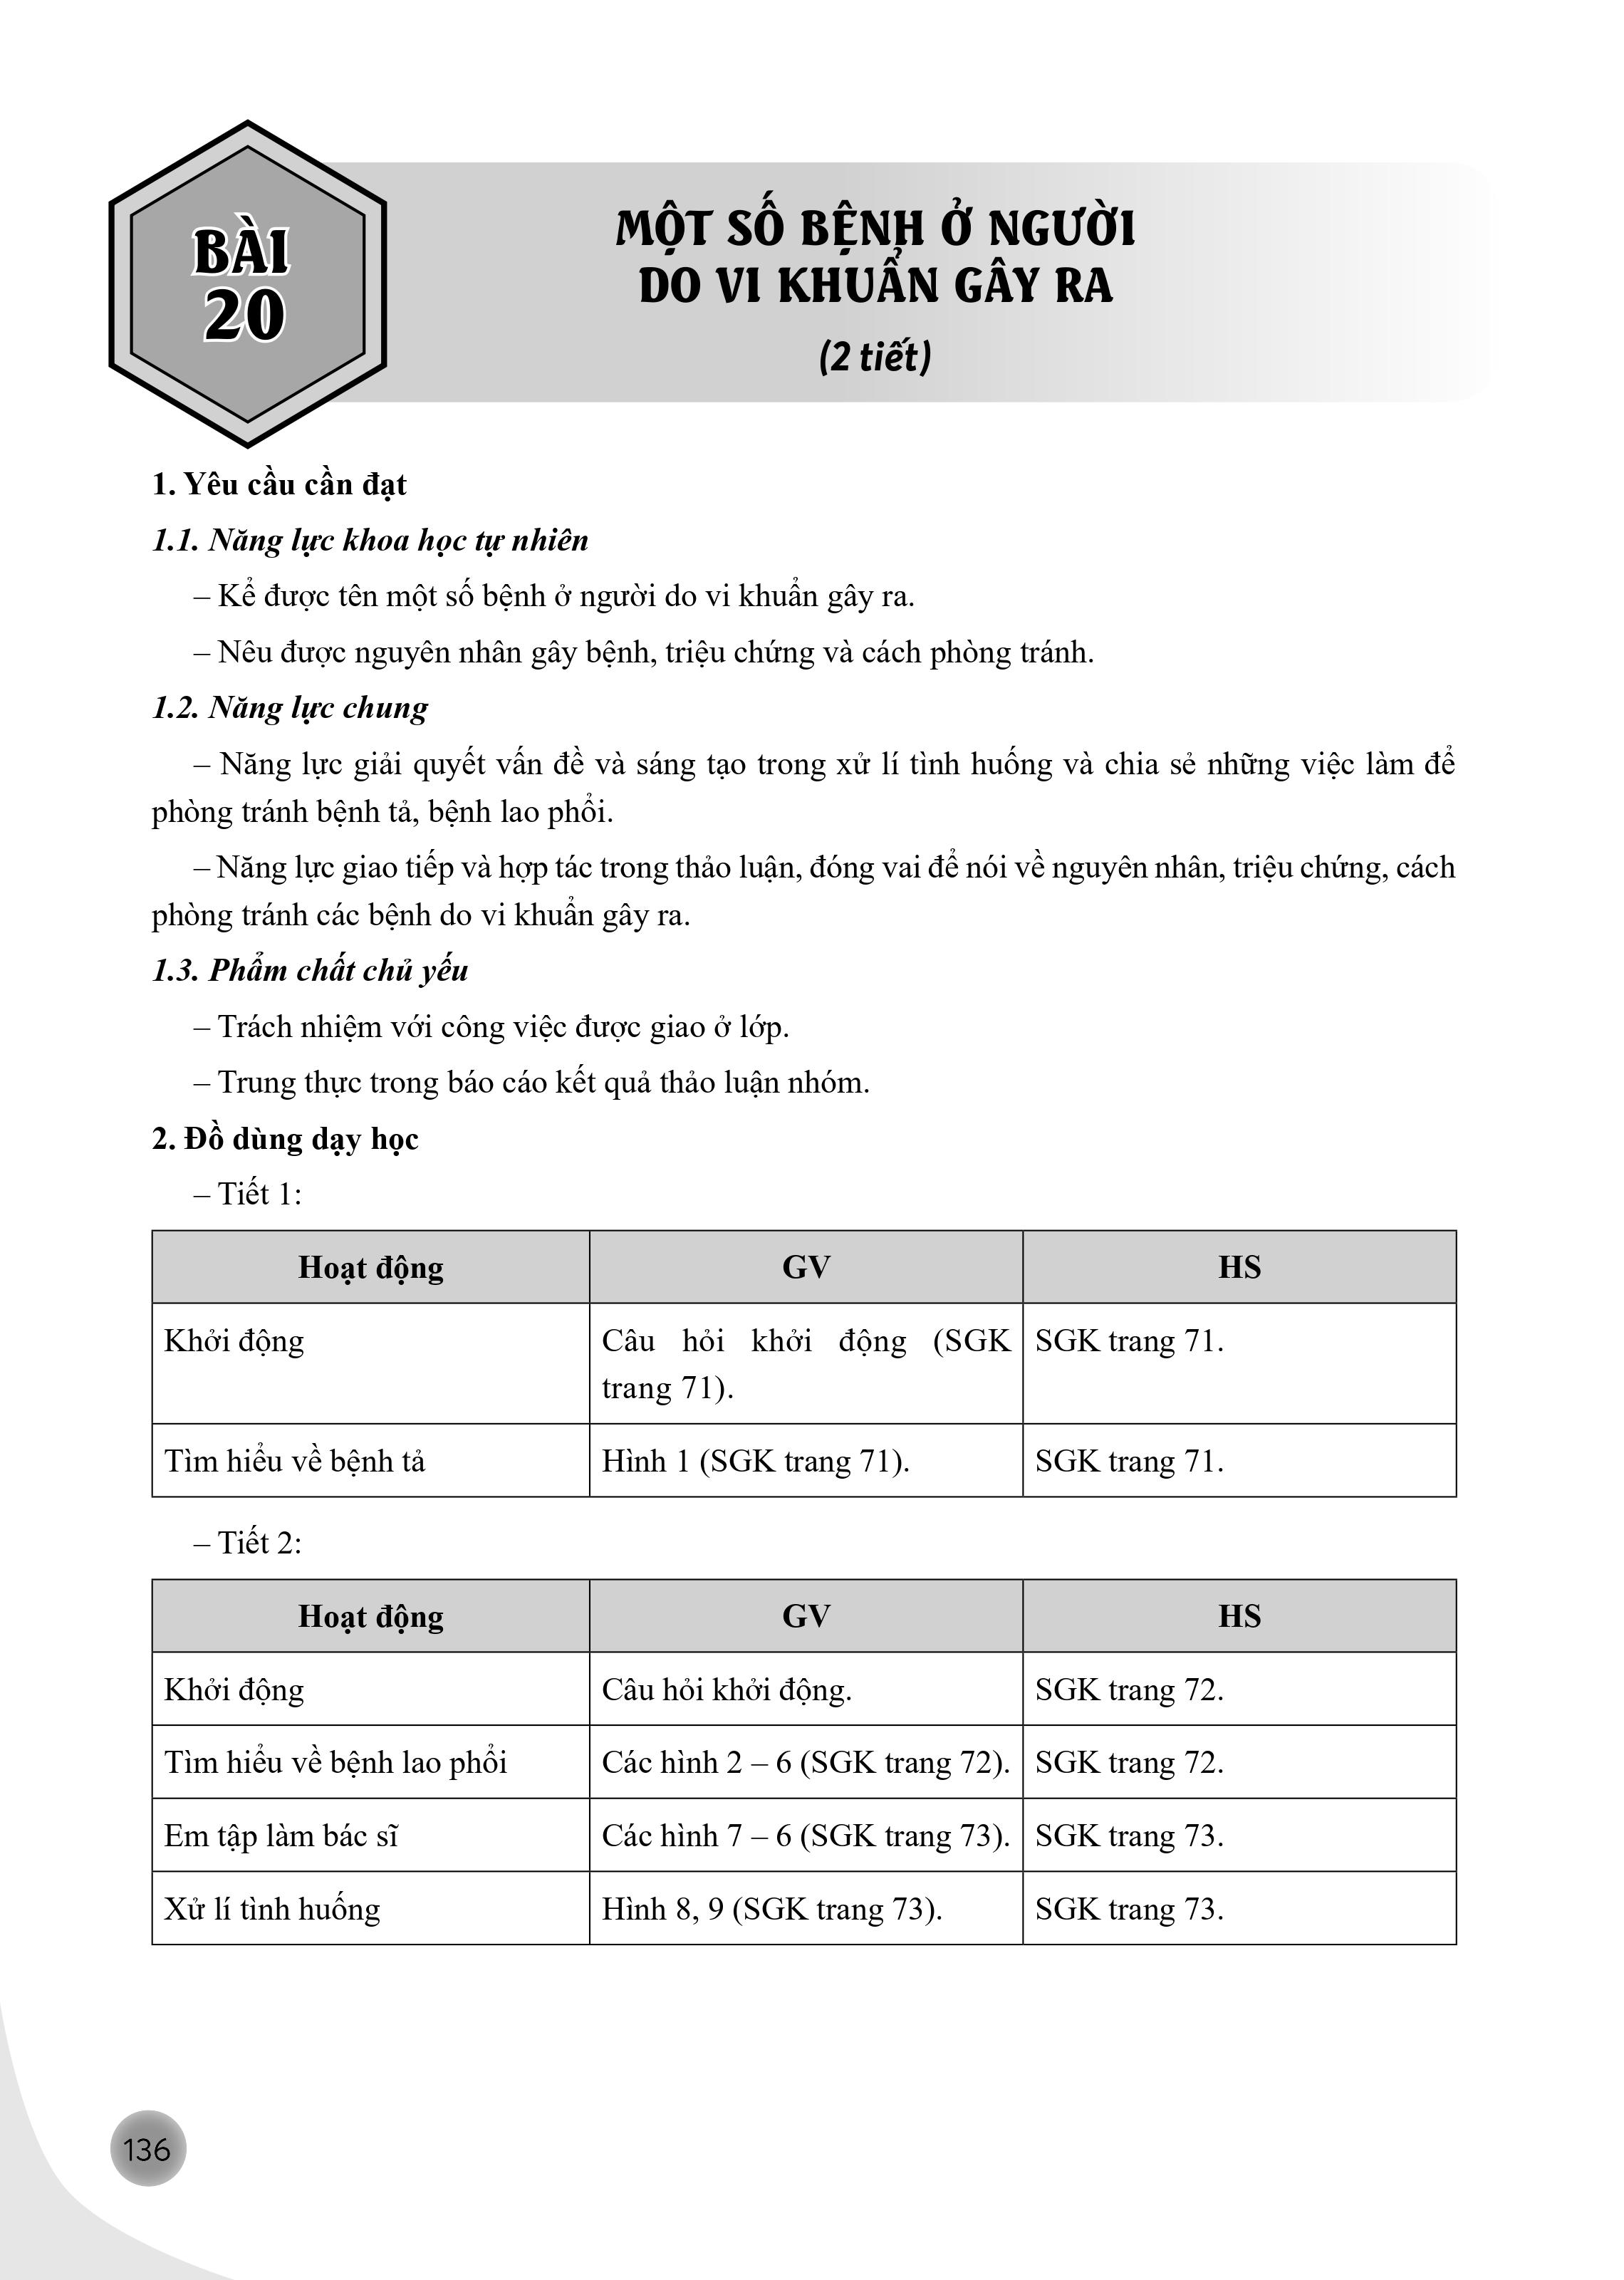 BÀI
20
MỘT SỐ BỆNH Ở NGƯỜI
DO VI KHUẨN GÂY RA
(2 tiết)
1. Yêu cầu cần đạt
1.1. Năng lực khoa học tự nhiên
– Kể được tên một số bệnh ở người do vi khuẩn gây ra.
– Nêu được nguyên nhân gây bệnh, triệu chứng và cách phòng tránh.
1.2. Năng lực chung
– Năng lực giải quyết vấn đề và sáng tạo trong xử lí tình huống và chia sẻ những việc làm để
phòng tránh bệnh tả, bệnh lao phổi.
– Năng lực giao tiếp và hợp tác trong thảo luận, đóng vai để nói về nguyên nhân, triệu chứng, cách
phòng tránh các bệnh do vi khuẩn gây ra.
1.3. Phẩm chất chủ yếu
– Trách nhiệm với công việc được giao ở lớp.
– Trung thực trong báo cáo kết quả thảo luận nhóm.
2. Đồ dùng dạy học
– Tiết 1:
Hoạt động GV HS
Khởi động Câu hỏi khởi động (SGK SGK trang 71.
trang 71).
Tìm hiểu về bệnh tả Hình 1 (SGK trang 71). SGK trang 71.
– Tiết 2:
Hoạt động GV HS
Khởi động Câu hỏi khởi động. SGK trang 72.
Tìm hiểu về bệnh lao phổi Các hình 2 – 6 (SGK trang 72). SGK trang 72.
Em tập làm bác sĩ Các hình 7 – 6 (SGK trang 73). SGK trang 73.
Xử lí tình huống Hình 8, 9 (SGK trang 73). SGK trang 73.
136